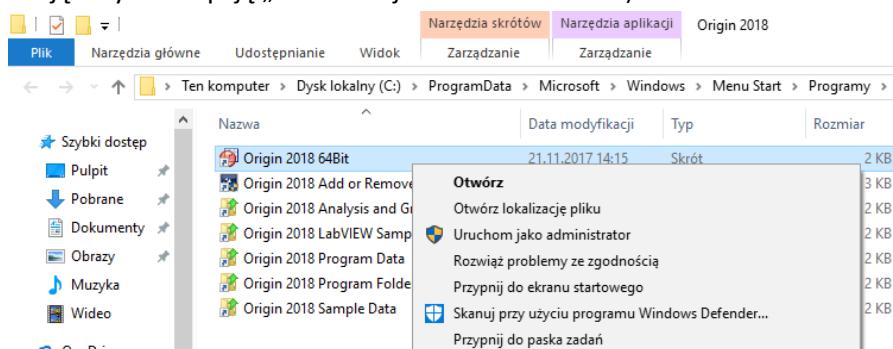 Narzędzia skrótów Narzędzia aplikacji Origin 2018
Plik Narzędzia główne Udostępnianie Widok Zarządzanie Zarządzanie
Ten komputer > Dysk lokalny (C:) > ProgramData > Microsoft > Windows > Menu Start > Programy >
Nazwa Data modyfikacji Typ Rozmiar
Szybki dostęp
Pulpit
Pobrane
Dokumenty
Obrazy
Muzyka
Wideo
Origin 2018 64Bit 21.11.2017 14:15 Skrót 2 KB
Origin 2018 Add or Remove 3 KB
Origin 2018 Analysis and Gr 2 KB
Origin 2018 LabVIEW Samp 2 KB
Origin 2018 Program Data 2 KB
Origin 2018 Program Folde 2 KB
Origin 2018 Sample Data 2 KB
Otwórz
Otwórz lokalizację pliku
Uruchom jako administrator
Rozwiąż problemy ze zgodnością
Przypnij do ekranu startowego
Skanuj przy użyciu programu Windows Defender...
Przypnij do paska zadań